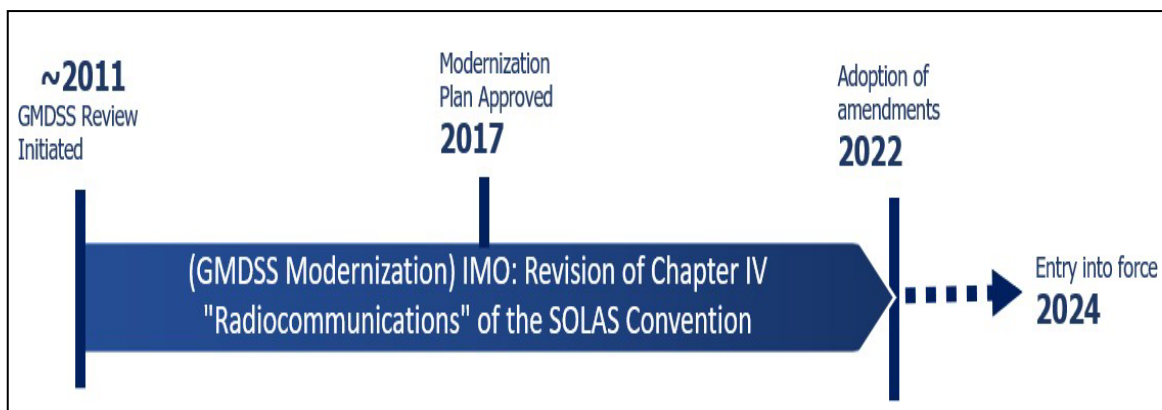 ~2011
GMDSS Review
Initiated
Modernization
Plan Approved
2017
Adoption of
amendments
2022
(GMDSS Modernization) IMO: Revision of Chapter IV
"Radiocommunications" of the SOLAS Convention
Entry into force
2024